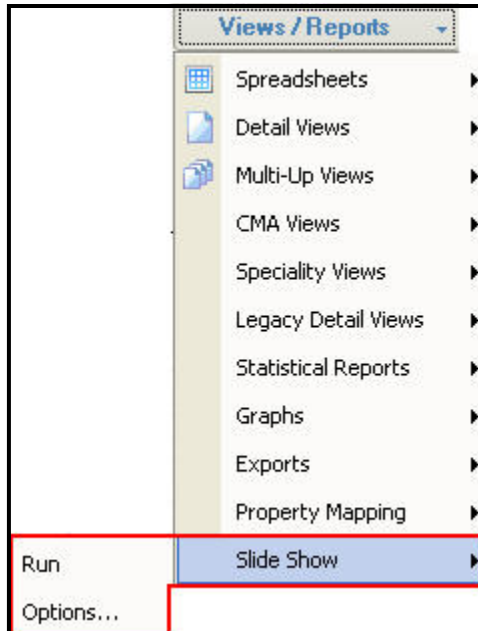 Views / Reports
Spreadsheets
Detail Views
Multi-Up Views
CMA Views
Speciality Views
Legacy Detail Views
Statistical Reports
Graphs
Exports
Property Mapping
Slide Show
Run
Options...